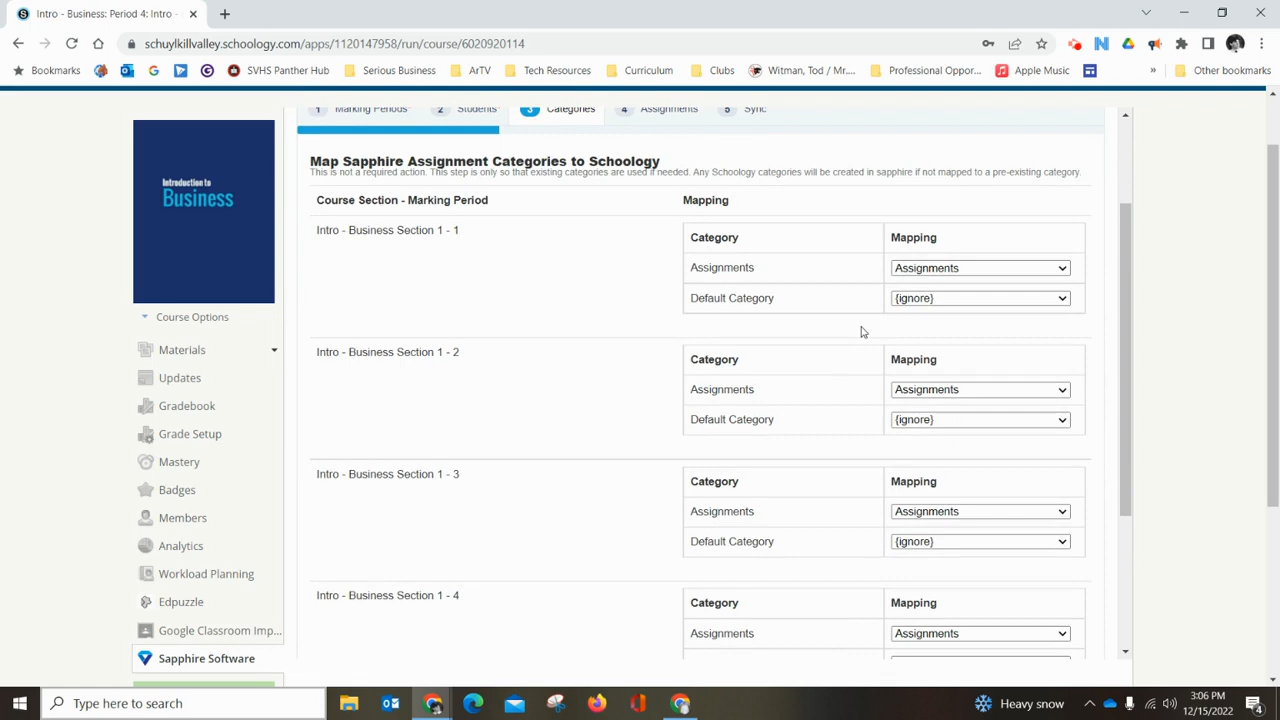 Intro - Business: Period 4: Intro -
schuylkillvalley.schoology.com/apps/1120147958/run/course/6020920114
Bookmarks
SVHS Panther Hub
Serious Business
ArTV
Tech Resources
Curriculum
Clubs
Witman, Tod / Mr....
Professional Oppor...
Apple Music
»
Other bookmarks
1 Marking Periods
2 Students
3 Categories
4 Assignments
5 Sync
Introduction to
Business
Map Sapphire Assignment Categories to Schoology
This is not a required action. This step is only so that existing categories are used if needed. Any Schoology categories will be created in sapphire if not mapped to a pre-existing category.
Course Section - Marking Period
Mapping
Intro - Business Section 1 - 1
Category
Mapping
Assignments
Assignments
Default Category
{ignore}
Intro - Business Section 1 - 2
Category
Mapping
Assignments
Assignments
Default Category
{ignore}
Intro - Business Section 1 - 3
Category
Mapping
Assignments
Assignments
Default Category
{ignore}
Intro - Business Section 1 - 4
Category
Mapping
Assignments
Assignments
Course Options
Materials
Updates
Gradebook
Grade Setup
Mastery
Badges
Members
Analytics
Workload Planning
Edpuzzle
Google Classroom Imp...
Sapphire Software
Type here to search
Heavy snow
3:06 PM
12/15/2022
4